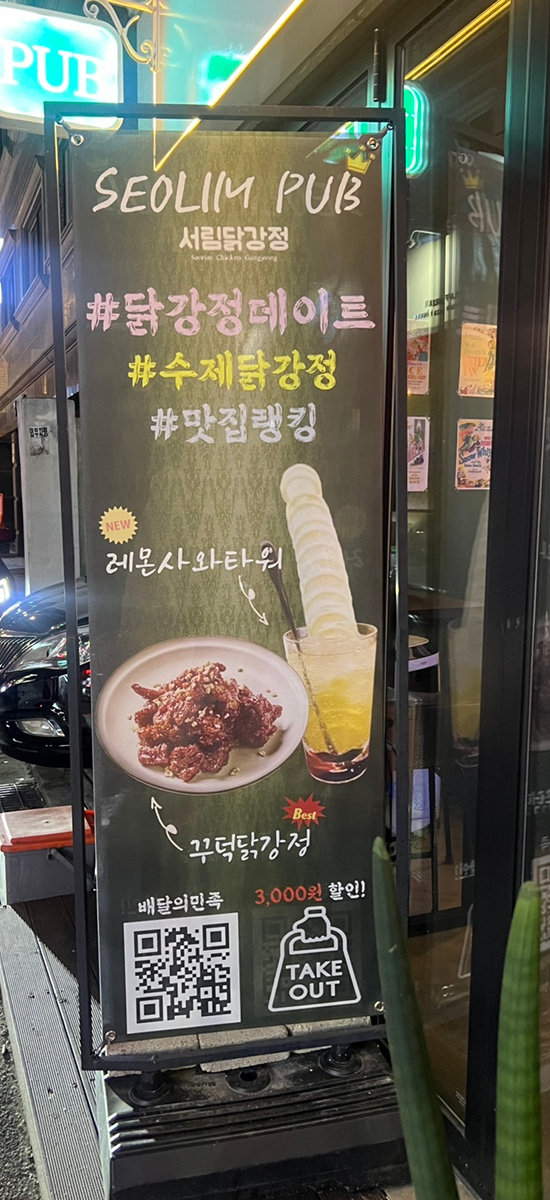 PUB
SEOLIM PUB
서림닭강정
Seorim Chicken Gangjeong
#닭강정데이트
#수제닭강정
#맛집랭킹
NEW
레몬사와타워
Best
꾸덕닭강정
배달의민족
3,000원 할인!
TAKE
OUT